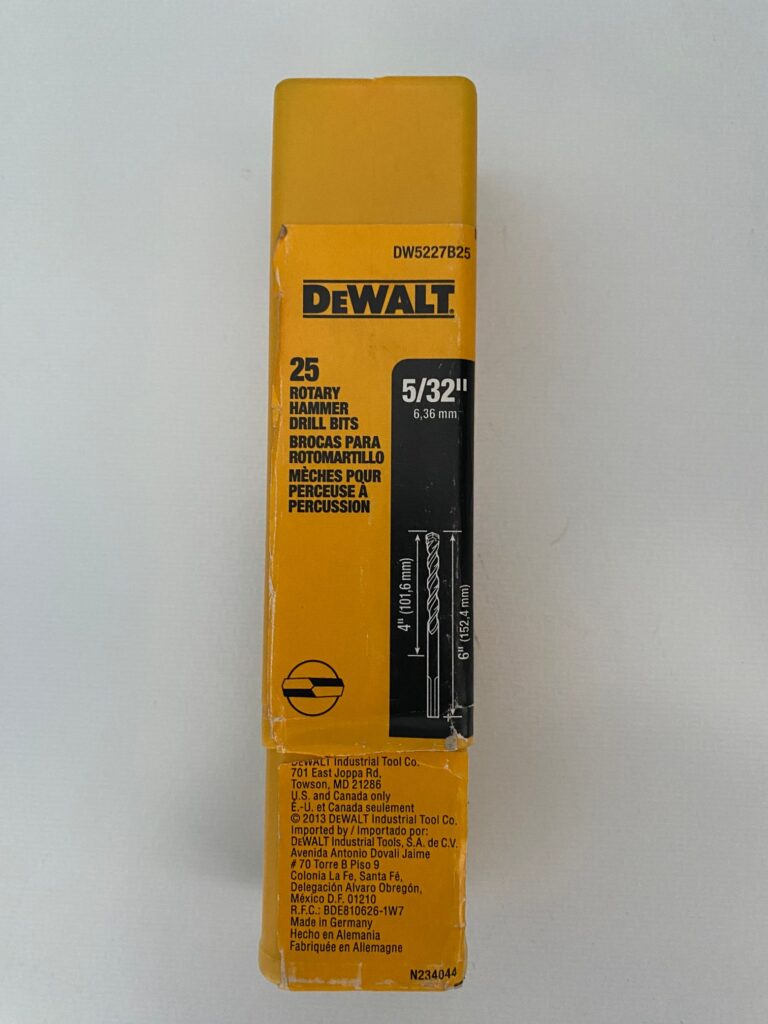 DW5227B25
DEWALT
25
ROTARY
HAMMER
DRILL BITS
BROCAS PARA
ROTOMARTILLO
MÈCHES POUR
PERCEUSE À
PERCUSSION
5/32"
6,36 mm
4" (101,6 mm)
6" (152,4 mm)
DEWALT Industrial Tool Co.
701 East Joppa Rd,
Towson, MD 21286
U.S. and Canada only
É.-U. et Canada seulement
© 2013 DEWALT Industrial Tool Co.
Imported by / Importado por:
DEWALT Industrial Tools, S.A. de C.V.
Avenida Antonio Dovali Jaime
# 70 Torre B Piso 9
Colonia La Fe, Santa Fé,
Delegación Alvaro Obregón,
México D.F. 01210
R.F.C.: BDE810626-1W7
Made in Germany
Hecho en Alemania
Fabriquée en Allemagne
N234044